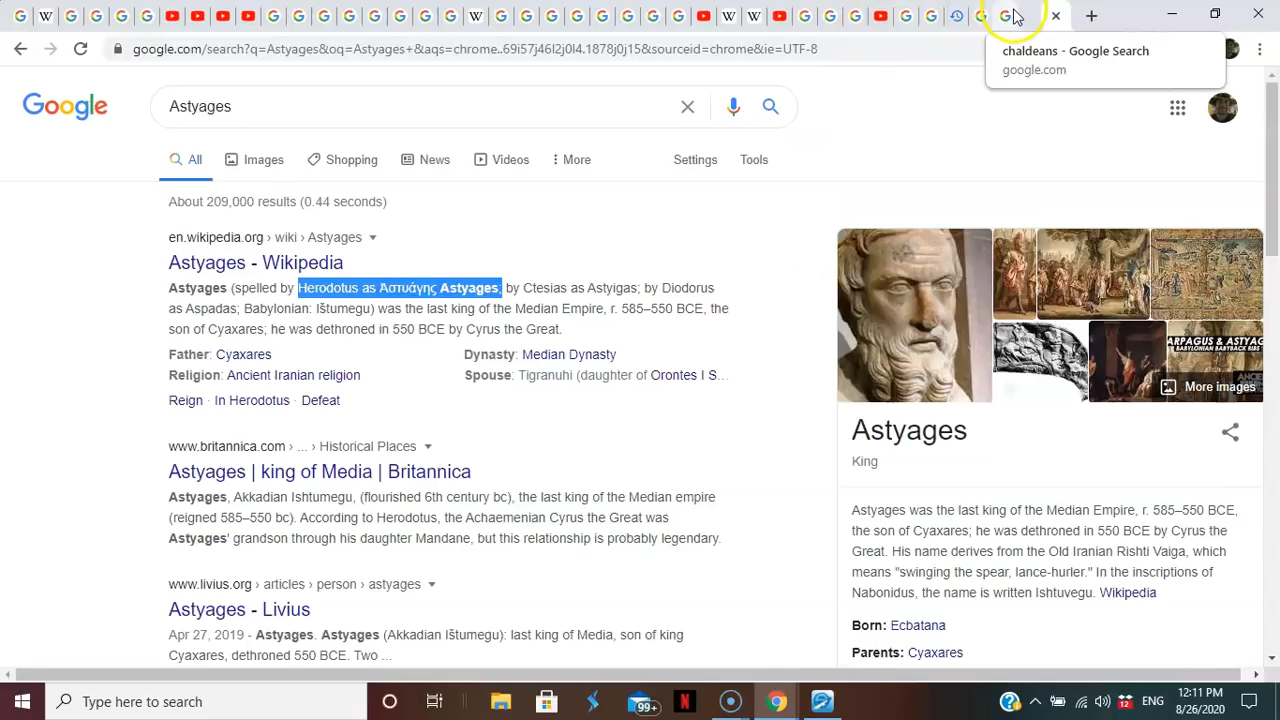 google.com/search?q=Astyages&oq=Astyages+&aqs=chrome..69i57j46l2j0l4.1878j0j15&sourceid=chrome&ie=UTF-8
chaldeans - Google Search
google.com
Google
Astyages
All
Images
Shopping
News
Videos
More
Settings
Tools
About 209,000 results (0.44 seconds)
en.wikipedia.org › wiki › Astyages
Astyages - Wikipedia
Astyages (spelled by Herodotus as Ἀστυάγης Astyages; by Ctesias as Astyigas; by Diodorus
as Aspadas; Babylonian: Ištumegu) was the last king of the Median Empire, r. 585–550 BCE, the
son of Cyaxares; he was dethroned in 550 BCE by Cyrus the Great.
Father: Cyaxares
Dynasty: Median Dynasty
Religion: Ancient Iranian religion
Spouse: Tigranuhi (daughter of Orontes I S...
Reign · In Herodotus · Defeat
www.britannica.com › ... › Historical Places
Astyages | king of Media | Britannica
Astyages, Akkadian Ishtumegu, (flourished 6th century bc), the last king of the Median empire
(reigned 585–550 bc). According to Herodotus, the Achaemenian Cyrus the Great was
Astyages' grandson through his daughter Mandane, but this relationship is probably legendary.
www.livius.org › articles › person › astyages
Astyages - Livius
Apr 27, 2019 - Astyages. Astyages (Akkadian Ištumegu): last king of Media, son of king
Cyaxares, dethroned 550 BCE. Two ...
ARPAGUS & ASTYAG
BABYLONIAN BABYBACK RIBS
More images
Astyages
King
Astyages was the last king of the Median Empire, r. 585–550 BCE,
the son of Cyaxares; he was dethroned in 550 BCE by Cyrus the
Great. His name derives from the Old Iranian Rishti Vaiga, which
means "swinging the spear, lance-hurler." In the inscriptions of
Nabonidus, the name is written Ishtuvegu. Wikipedia
Born: Ecbatana
Parents: Cyaxares
Type here to search
99+
12
ENG
12:11 PM
8/26/2020